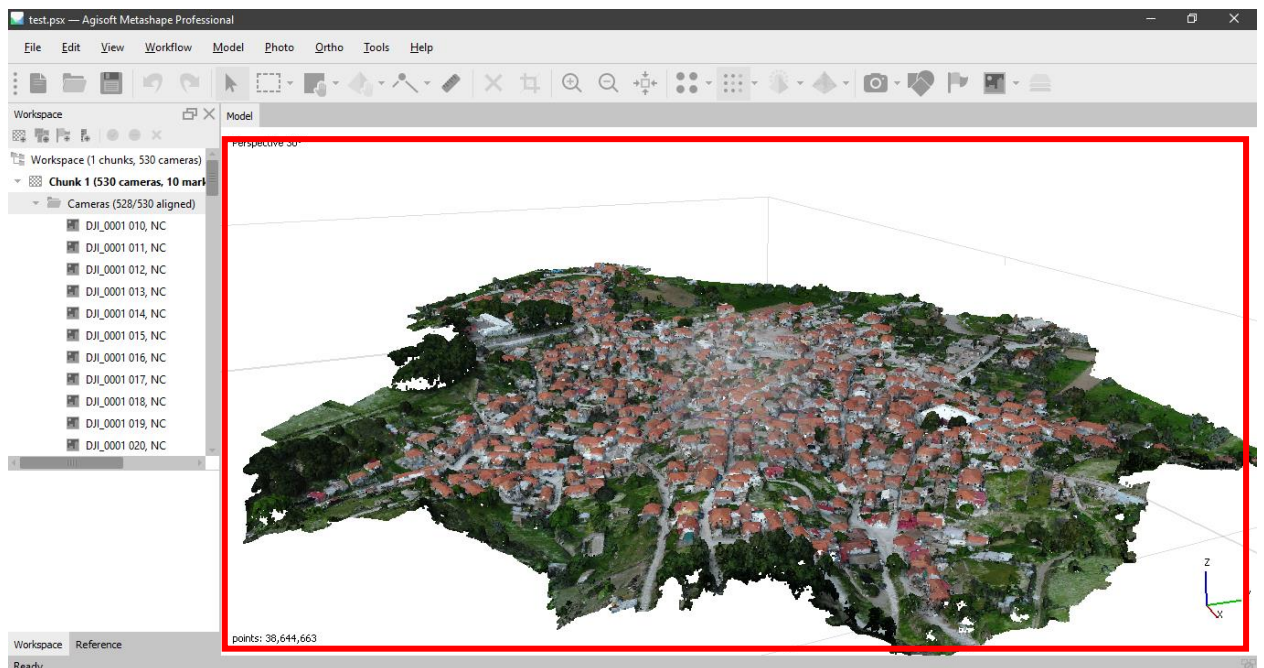 test.psx — Agisoft Metashape Professional
File Edit View Workflow Model Photo Ortho Tools Help
Workspace
Model
Perspective 30°
Workspace (1 chunks, 530 cameras)
Chunk 1 (530 cameras, 10 mark
Cameras (528/530 aligned)
DJI_0001 010, NC
DJI_0001 011, NC
DJI_0001 012, NC
DJI_0001 013, NC
DJI_0001 014, NC
DJI_0001 015, NC
DJI_0001 016, NC
DJI_0001 017, NC
DJI_0001 018, NC
DJI_0001 019, NC
DJI_0001 020, NC
Z
X
points: 38,644,663
Workspace Reference
Ready